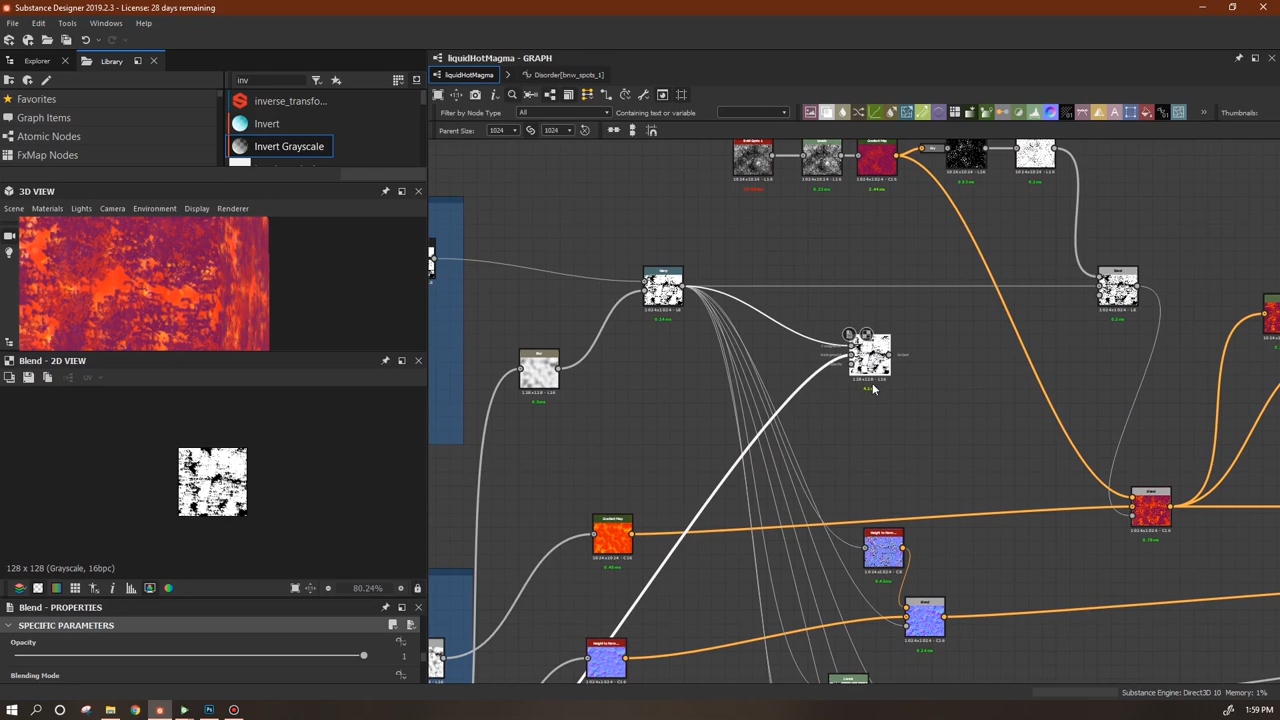 Substance Designer 2019.2.3 - License: 28 days remaining
File Edit Tools Windows Help
Explorer
Library
inv
Favorites
Graph Items
Atomic Nodes
FxMap Nodes
inverse_transfo...
Invert
Invert Grayscale
3D VIEW
Scene Materials Lights Camera Environment Display Renderer
Blend - 2D VIEW
UV
128 x 128 (Grayscale, 16bpc)
80.24%
Blend - PROPERTIES
SPECIFIC PARAMETERS
Opacity
1
Blending Mode
liquidHotMagma - GRAPH
liquidHotMagma
Disorder[bnw_spots_1]
Filter by Node Type
All
Containing text or variable
Thumbnails:
Parent Size:
1024
1024
Substance Engine: Direct3D 10 Memory: 1%
1:59 PM